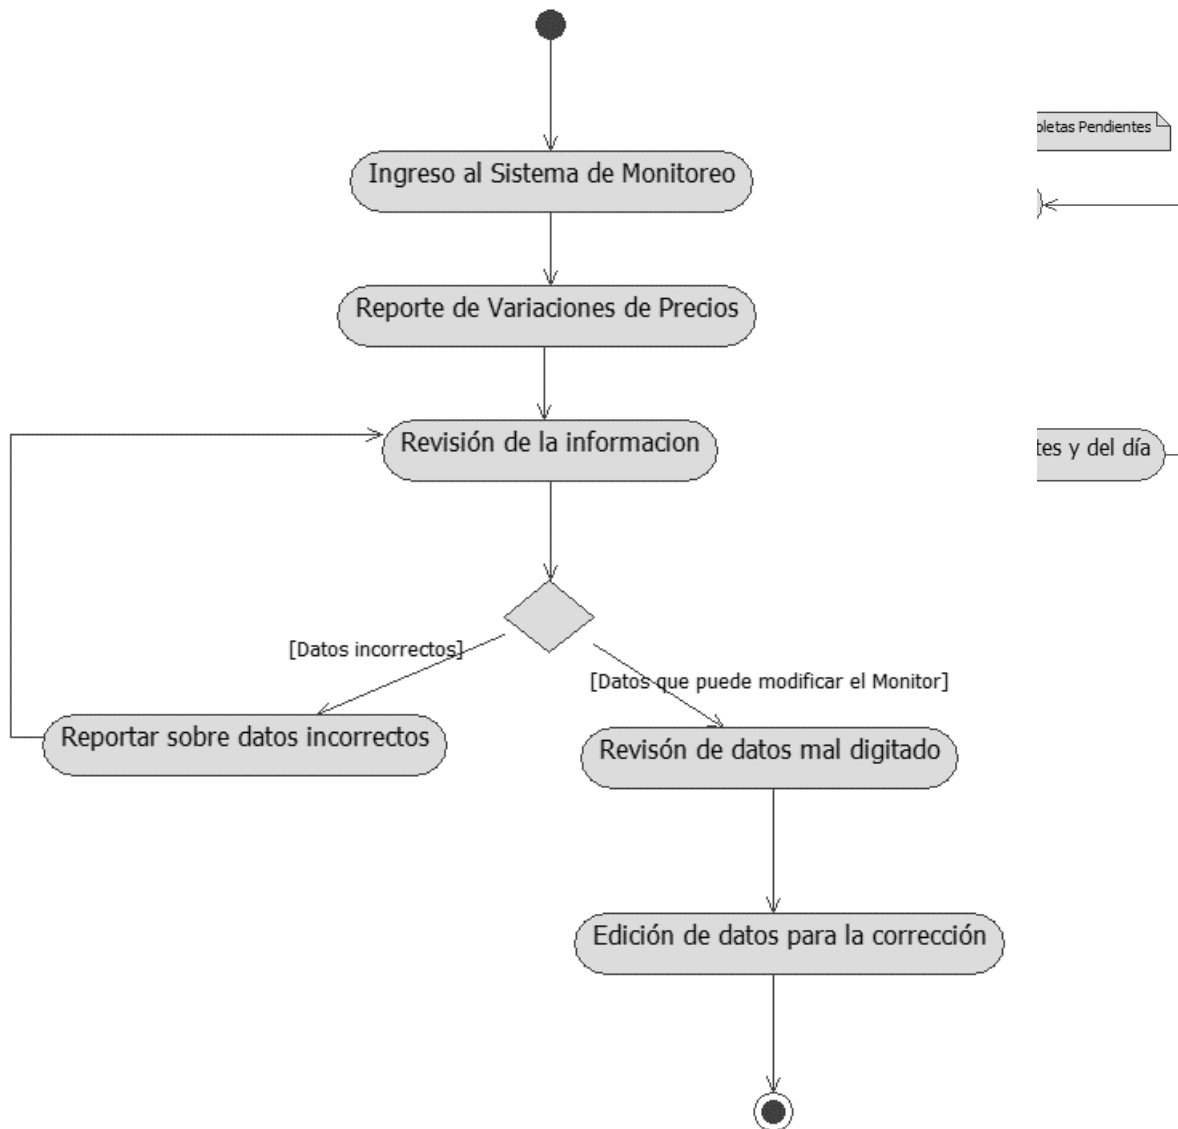 Ingreso al Sistema de Monitoreo
Reporte de Variaciones de Precios
Revisión de la informacion
[Datos incorrectos]
[Datos que puede modificar el Monitor]
Reportar sobre datos incorrectos
Revisón de datos mal digitado
Edición de datos para la corrección
Pendientes
y del día